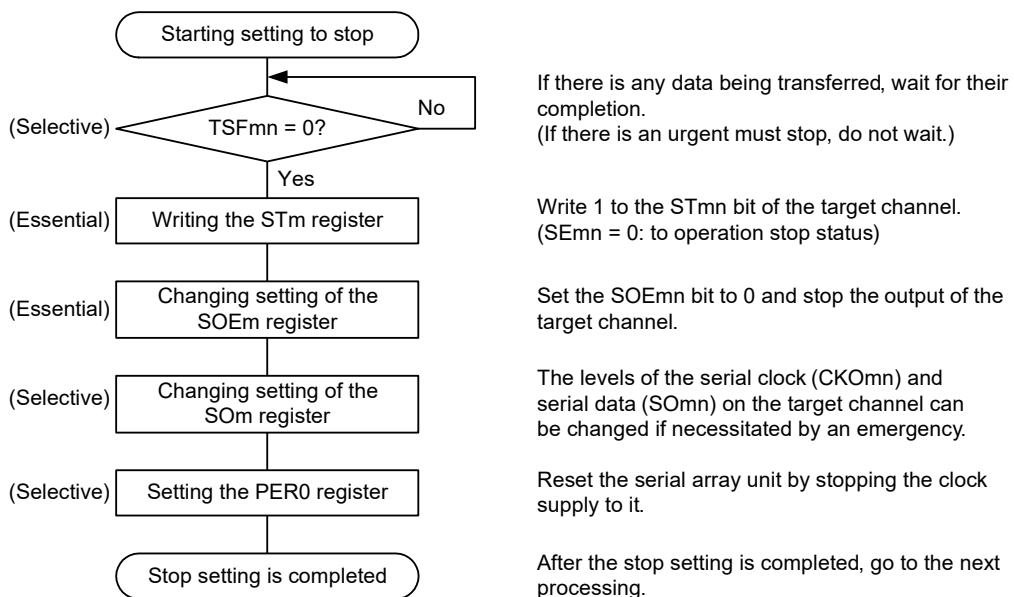 Starting setting to stop
If there is any data being transferred, wait for their
completion.
(If there is an urgent must stop, do not wait.)
No
(Selective)
TSFmn = 0?
Yes
(Essential)
Writing the STm register
Write 1 to the STmn bit of the target channel.
(SEmn = 0: to operation stop status)
(Essential)
Changing setting of the
SOEm register
Set the SOEmn bit to 0 and stop the output of the
target channel.
(Selective)
Changing setting of the
SOm register
The levels of the serial clock (CKOmn) and
serial data (SOmn) on the target channel can
be changed if necessitated by an emergency.
(Selective)
Setting the PER0 register
Reset the serial array unit by stopping the clock
supply to it.
Stop setting is completed
After the stop setting is completed, go to the next
processing.